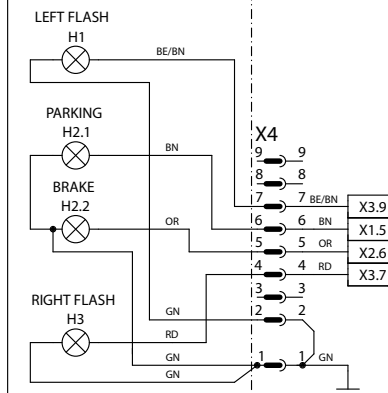 LEFT FLASH
H1
BE/BN
PARKING
H2.1
BN
X4
9 9
8 8
BRAKE
7 7 BE/BN X3.9
H2.2
OR
6 6 BN X1.5
5 5 OR X2.6
4 4 RD X3.7
RIGHT FLASH
3 3
H3
GN
2 2
RD
GN
1 1 GN
GN